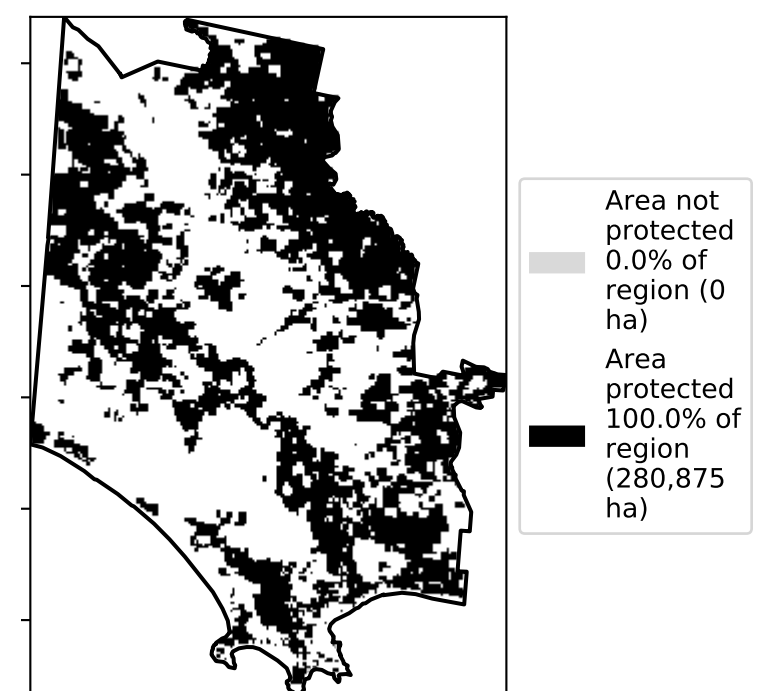 Area not
protected
0.0% of
region (0
ha)
Area
protected
100.0% of
region
(280,875
ha)